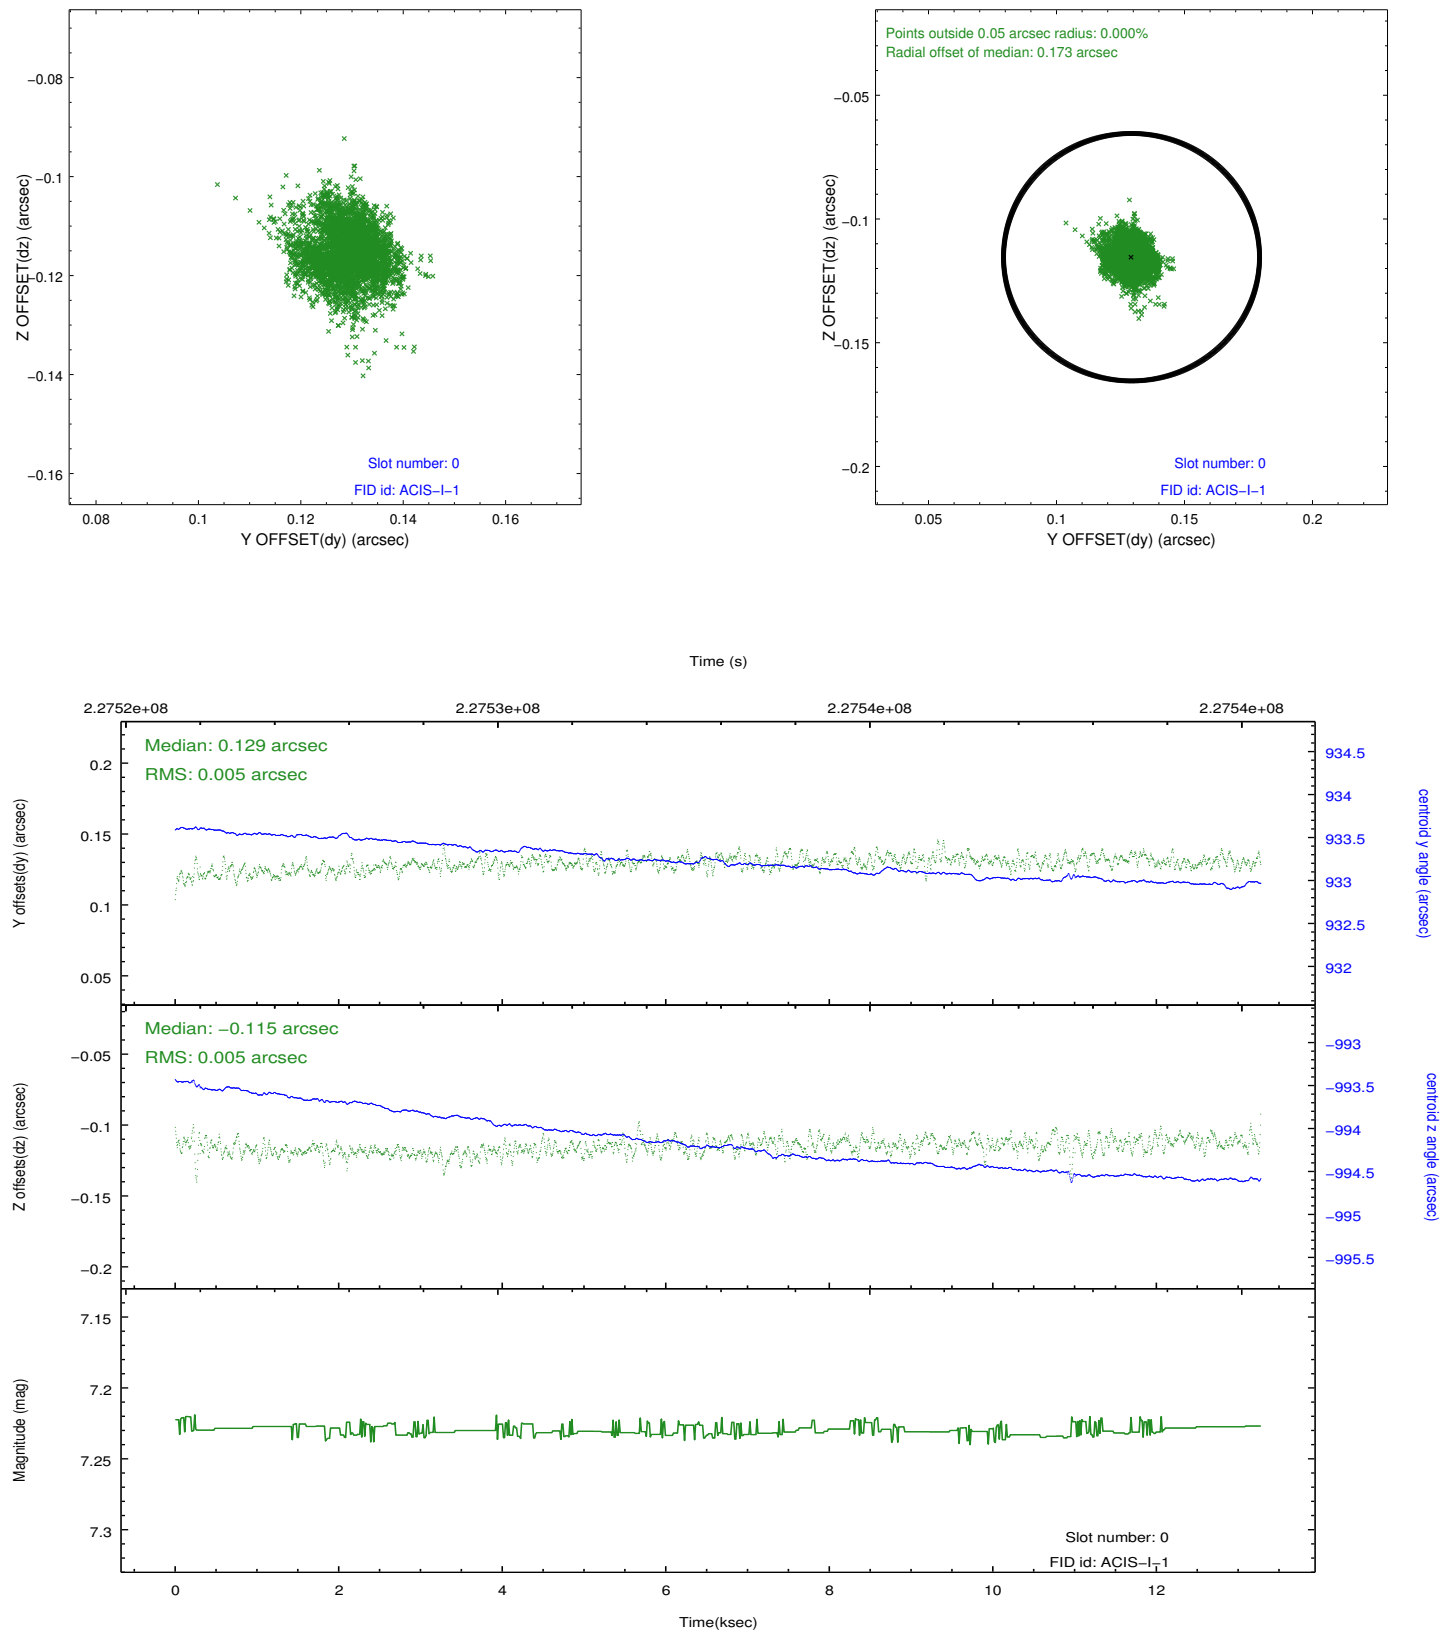 −0.08
−0.1
−0.12
−0.14
−0.16
Z OFFSET(dz) (arcsec)
Slot number: 0
FID id: ACIS−I−1
0.08 0.1 0.12 0.14 0.16
Y OFFSET(dy) (arcsec)
Points outside 0.05 arcsec radius: 0.000%
Radial offset of median: 0.173 arcsec
−0.05
−0.1
−0.15
−0.2
Z OFFSET(dz) (arcsec)
Slot number: 0
FID id: ACIS−I−1
0.05 0.1 0.15 0.2
Y OFFSET(dy) (arcsec)
Time (s)
2.2752e+08 2.2753e+08 2.2754e+08 2.2754e+08
Median: 0.129 arcsec
RMS: 0.005 arcsec
0.2
0.15
0.1
0.05
Y offsets(dy) (arcsec)
934.5
934
933.5
933
932.5
932
centroid y angle (arcsec)
Median: −0.115 arcsec
RMS: 0.005 arcsec
−0.05
−0.1
−0.15
−0.2
Z offsets(dz) (arcsec)
−993
−993.5
−994
−994.5
−995
−995.5
centroid z angle (arcsec)
7.15
7.2
7.25
7.3
Magnitude (mag)
Slot number: 0
FID id: ACIS−I−1
0 2 4 6 8 10 12
Time(ksec)